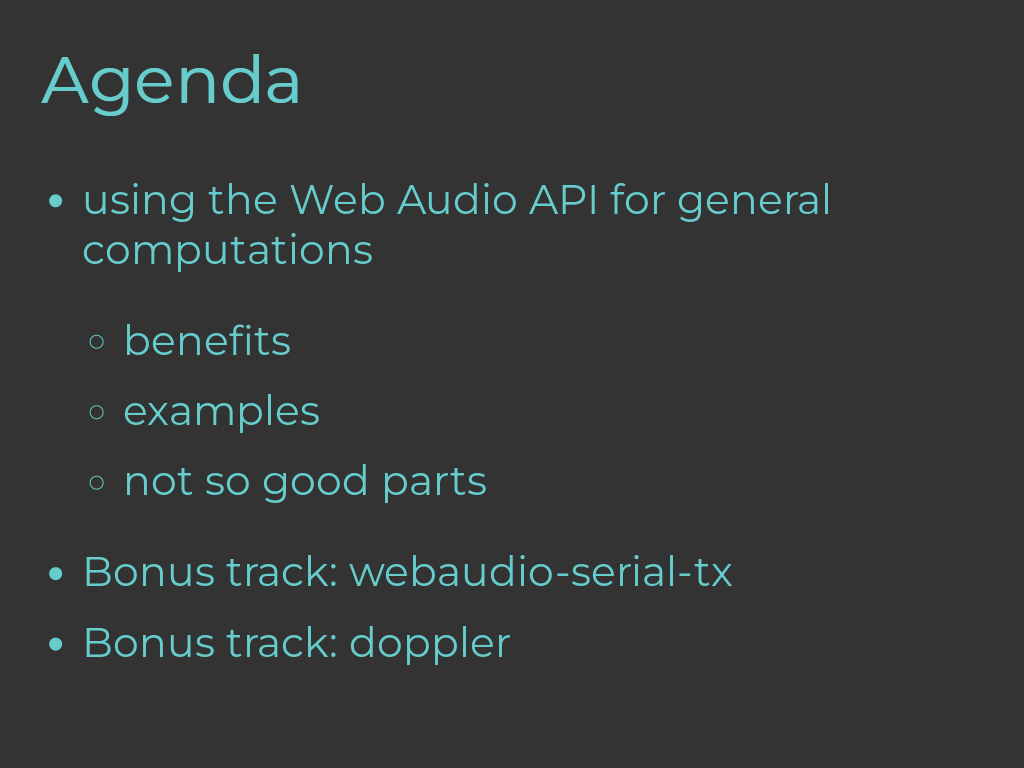 Agenda
using the Web Audio API for general
computations
benefits
examples
not so good parts
Bonus track: webaudio-serial-tx
Bonus track: doppler